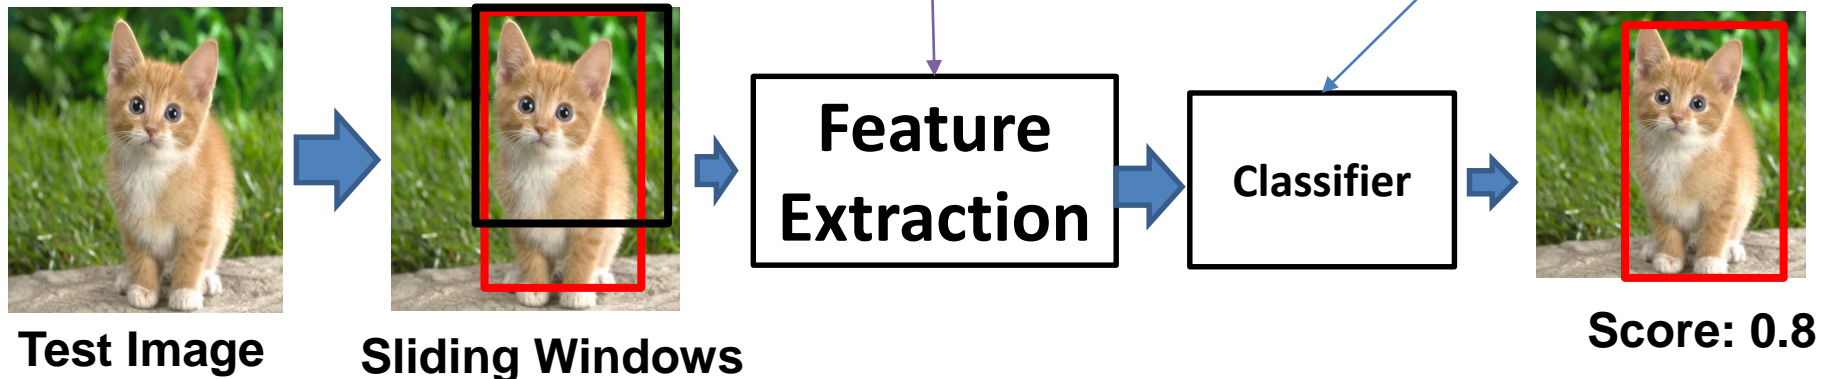 Test Image
Sliding Windows
Feature
Extraction
Classifier
Score: 0.8